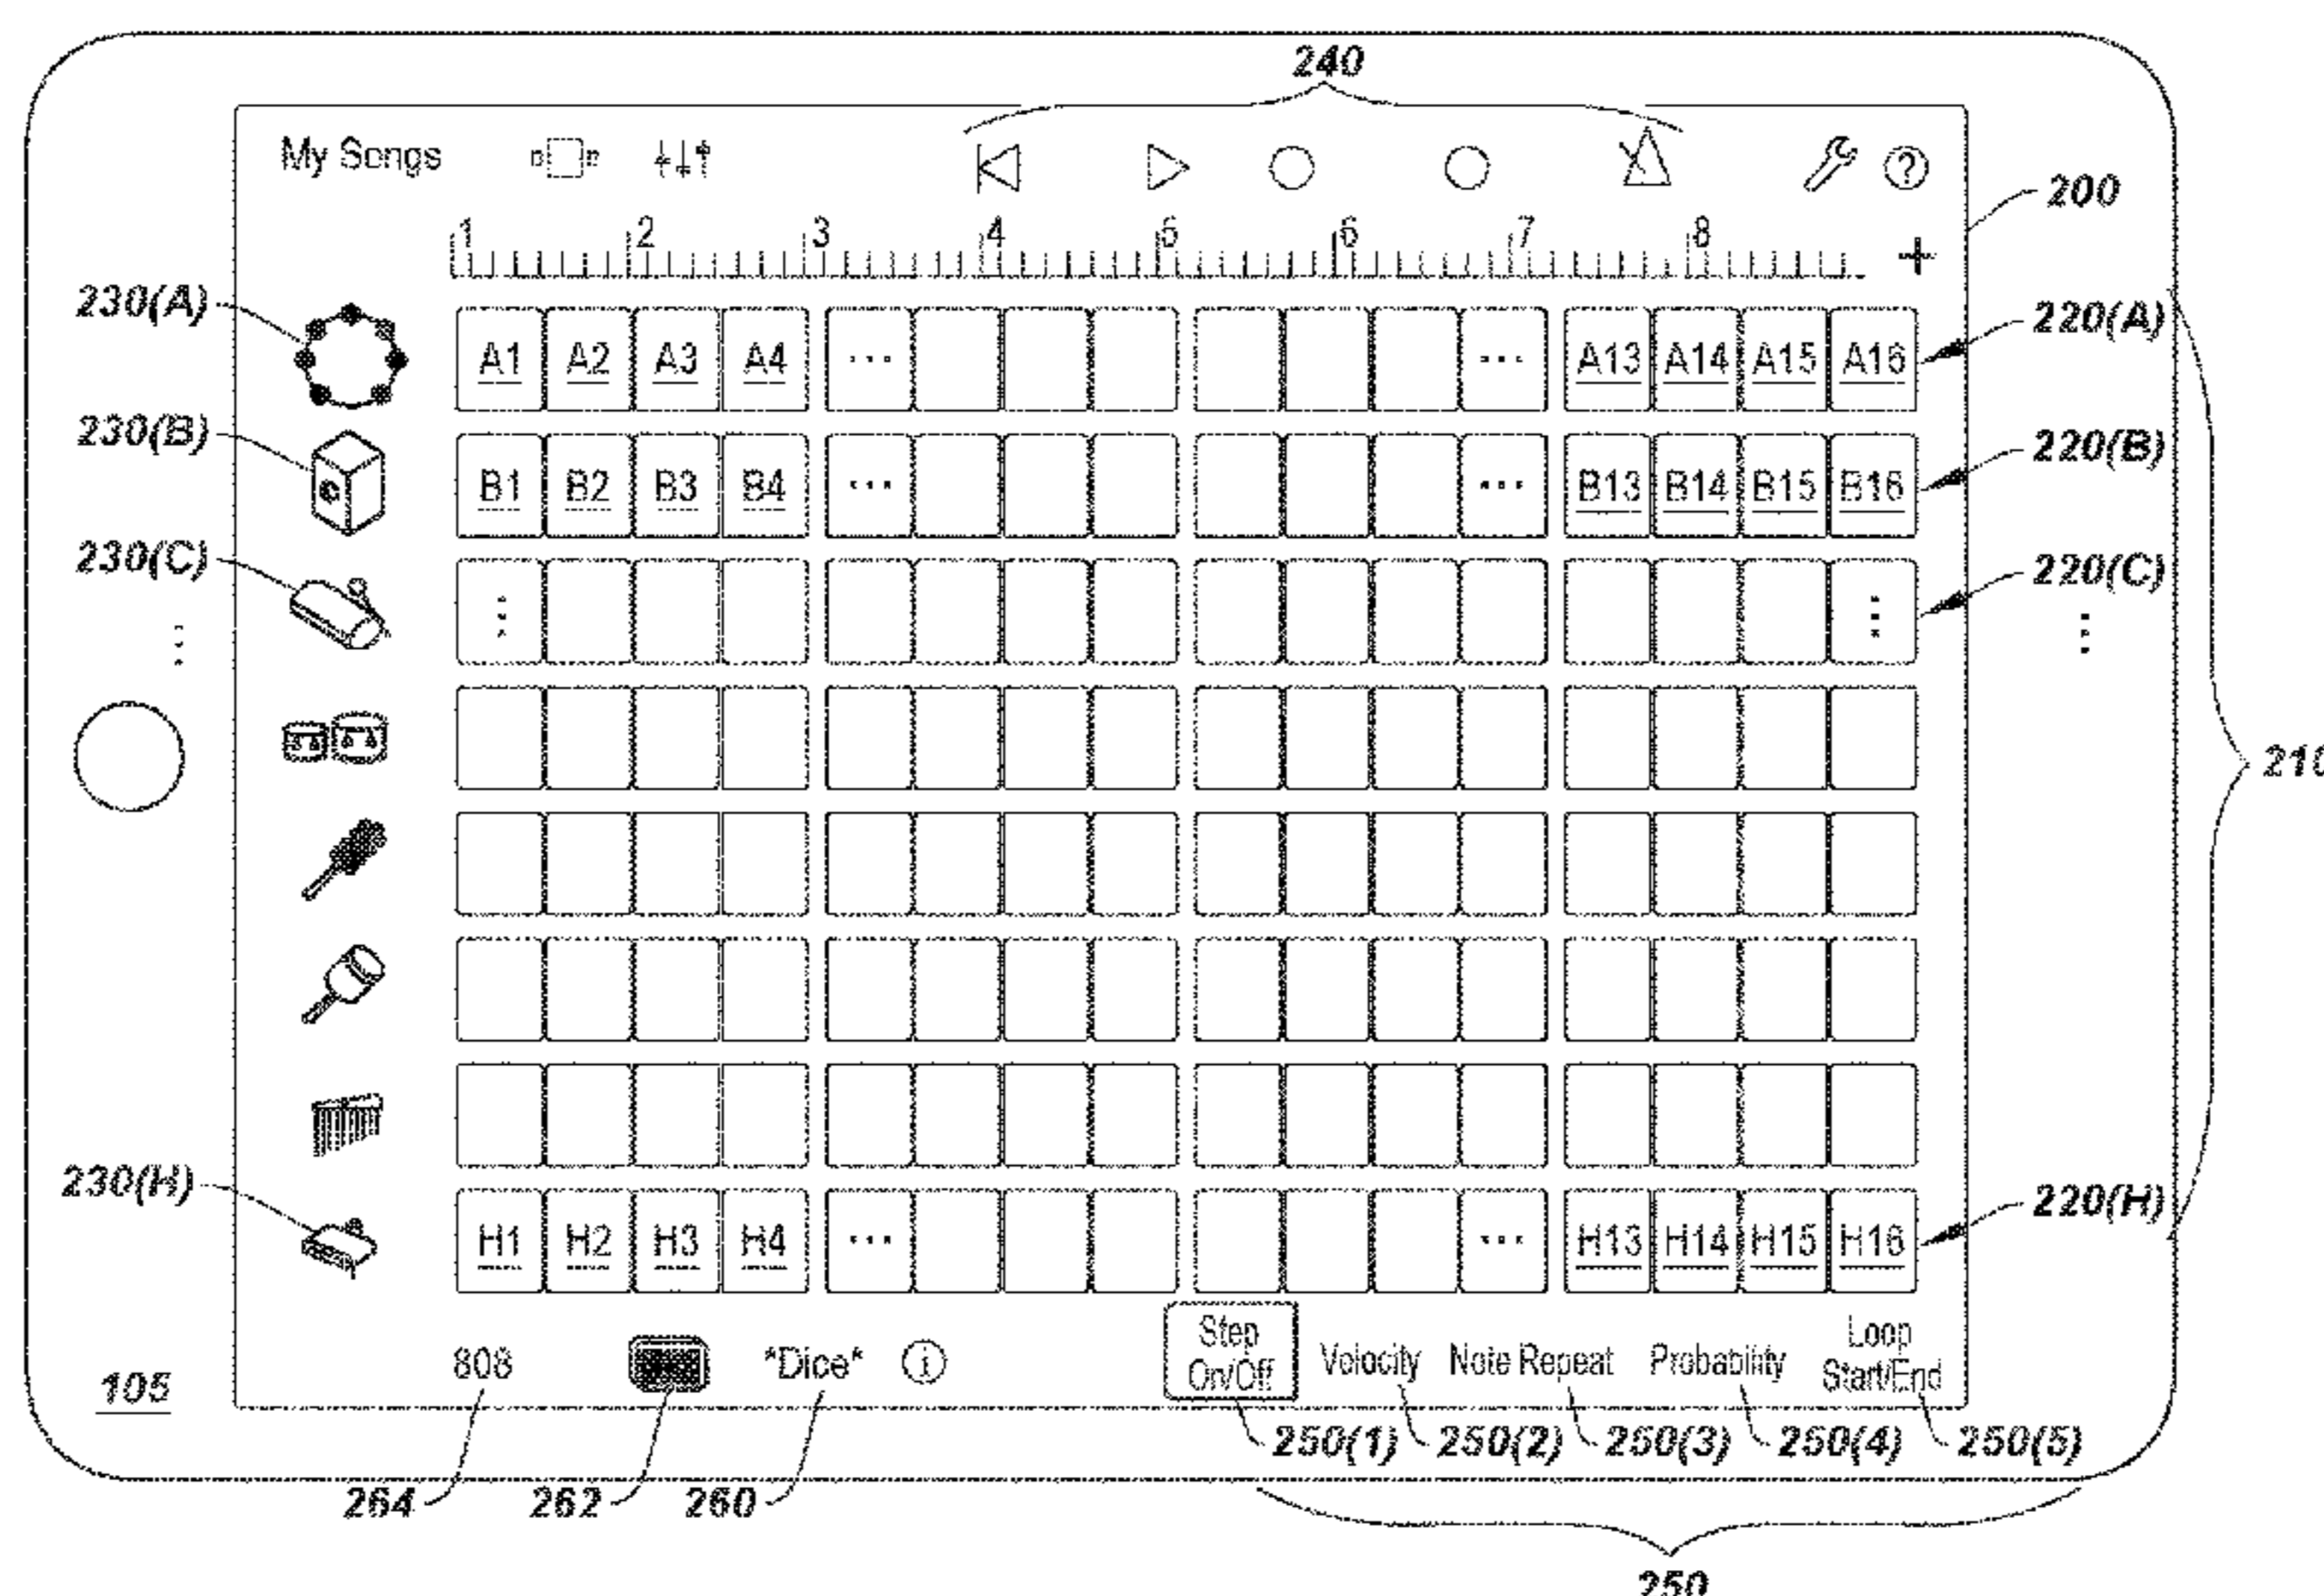 240
My Songs
?
200
1 2 3 4 5 6 7 8 +
230(A)
A1 A2 A3 A4 ... ... A13 A14 A15 A16
220(A)
230(B)
C
B1 B2 B3 B4 ... ... B13 B14 B15 B16
220(B)
230(C)
220(C)
210
230(H)
H1 H2 H3 H4 ... ... H13 H14 H15 H16
220(H)
105
808 *Dice* i
Step
On/Off
Velocity Note Repeat Probability
Loop
Start/End
250(1) 250(2) 250(3) 250(4) 250(5)
264 262 260
250